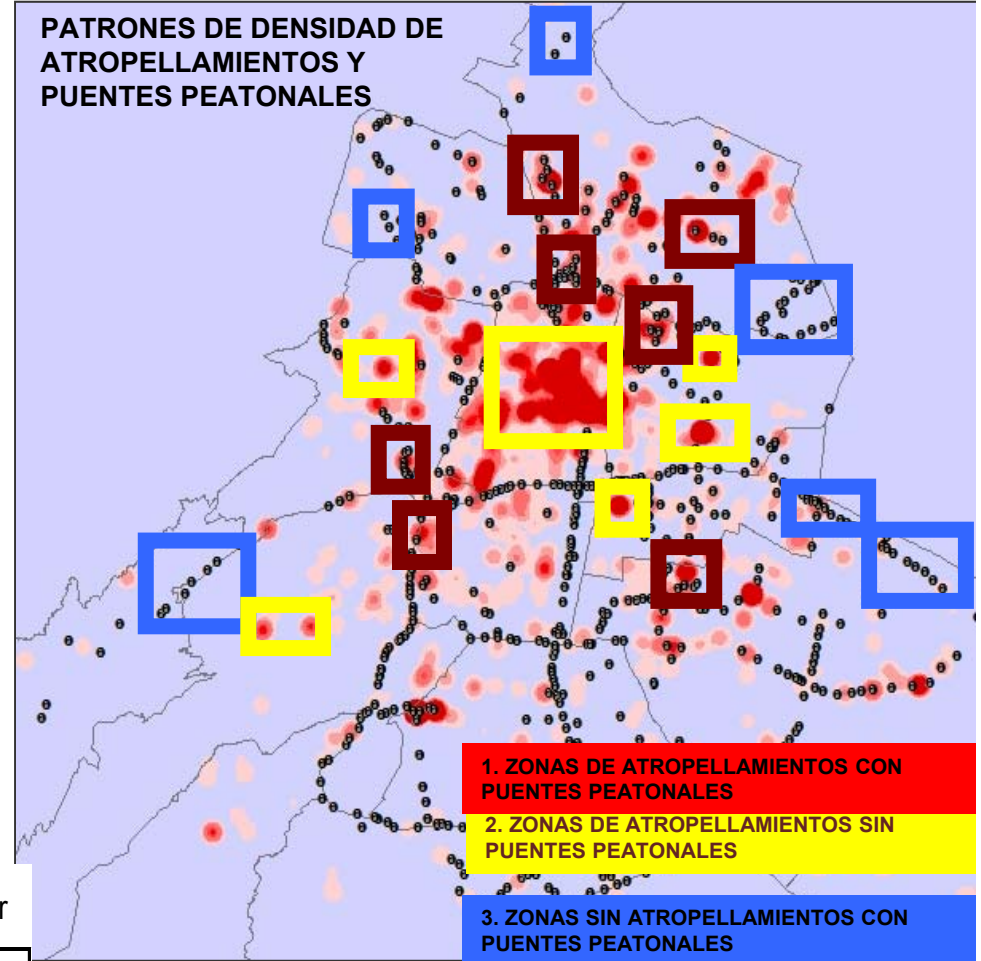 PATRONES DE DENSIDAD DE
ATROPELLAMIENTOS Y
PUENTES PEATONALES
1. ZONAS DE ATROPELLAMIENTOS CON
PUENTES PEATONALES
2. ZONAS DE ATROPELLAMIENTOS SIN
PUENTES PEATONALES
r
3. ZONAS SIN ATROPELLAMIENTOS CON
PUENTES PEATONALES